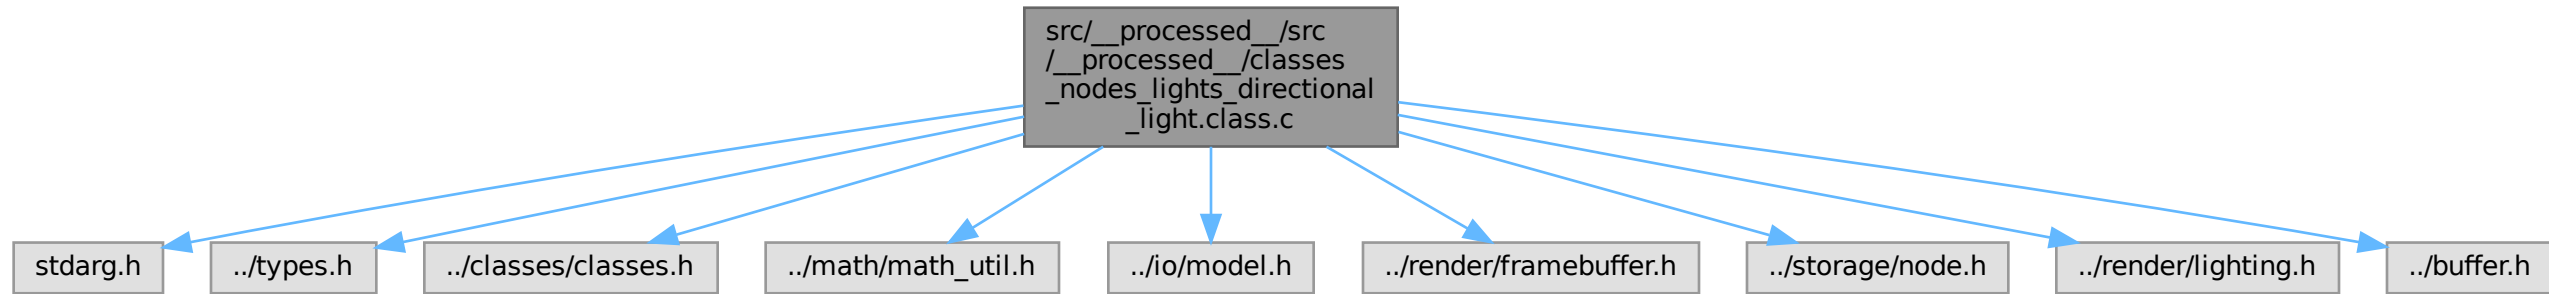 src/__processed__/src
/__processed__/classes
_nodes_lights_directional
_light.class.c
stdarg.h
../types.h
../classes/classes.h
../math/math_util.h
../io/model.h
../render/framebuffer.h
../storage/node.h
../render/lighting.h
../buffer.h